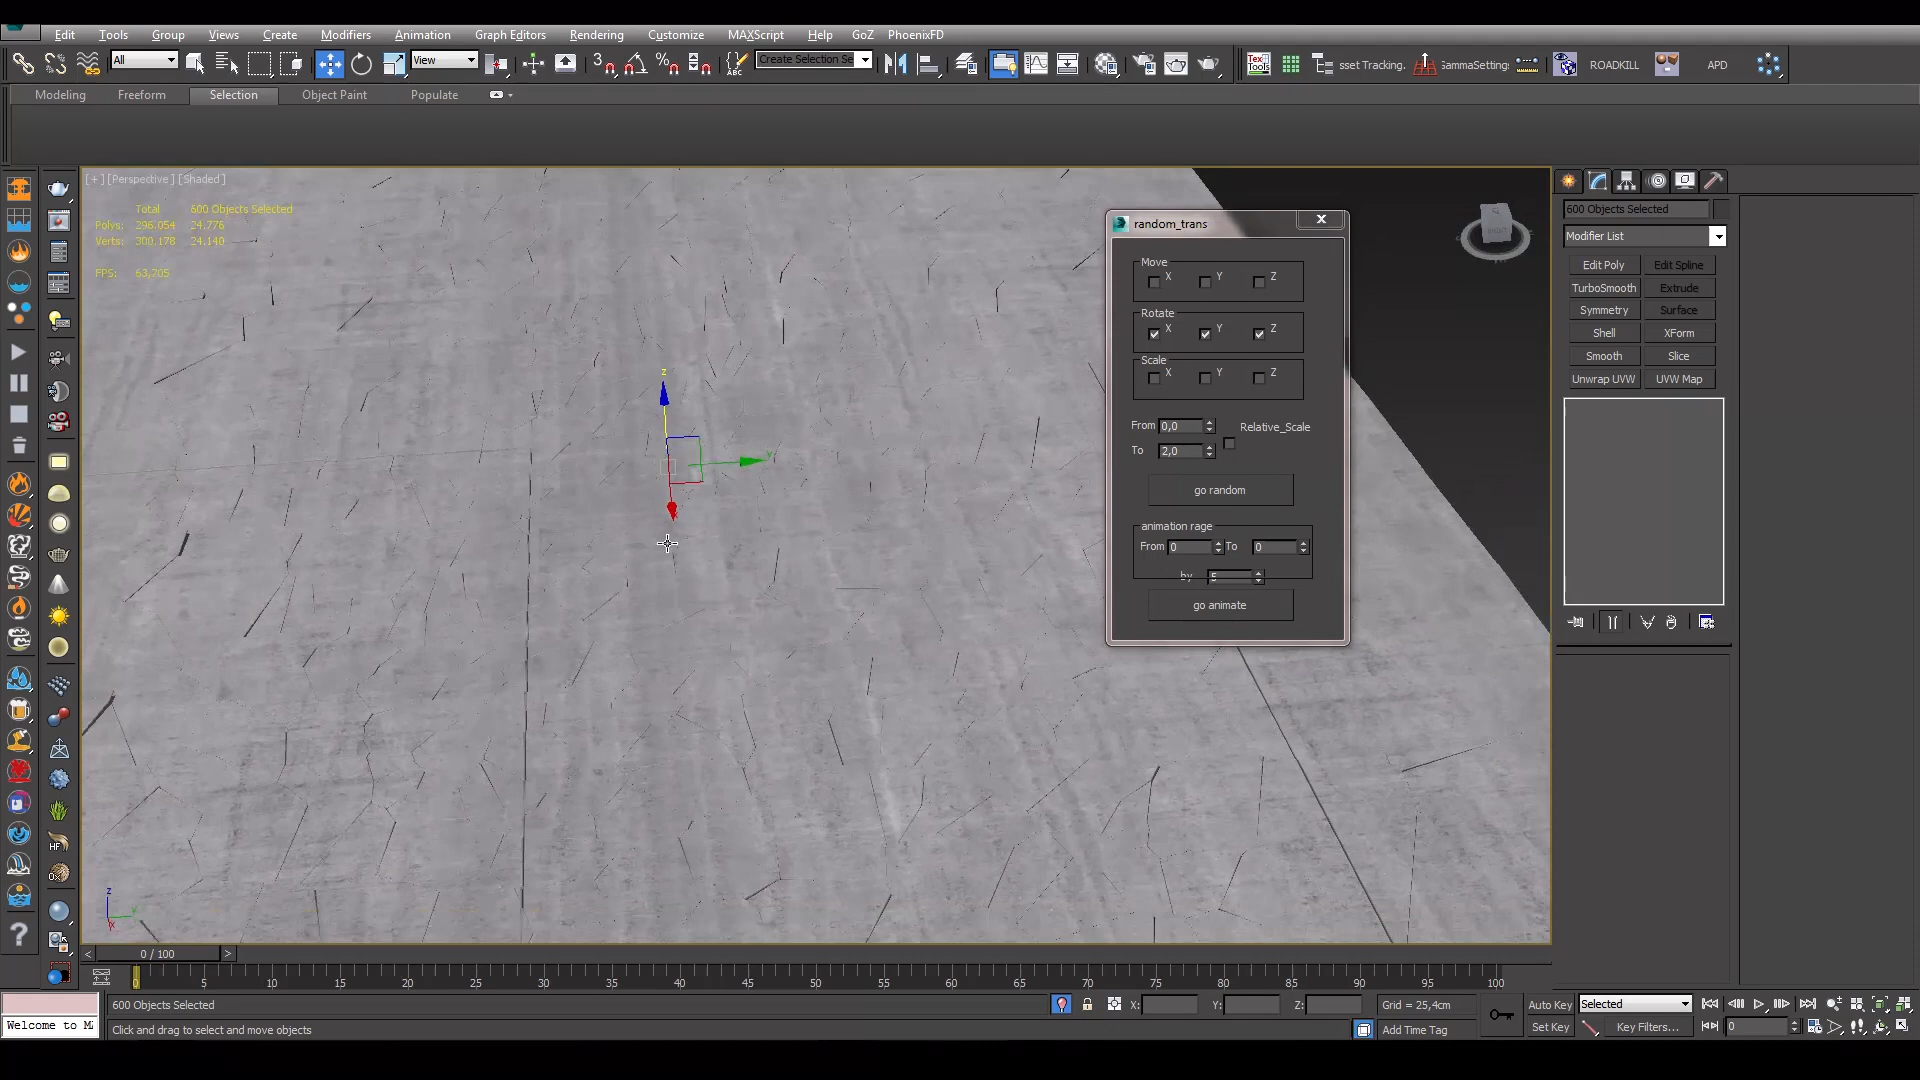 Edit Tools Group Views Create Modifiers Animation Graph Editors Rendering Customize MAXScript Help GoZ PhoenixFD
All View 3 Create Selection Se Tex Tools sset Tracking. GammaSetting: ROADKILL APD
Modeling Freeform Selection Object Paint Populate
[+] [Perspective] [Shaded]
Total 600 Objects Selected
Polys: 296.054 24.776
Verts: 300.178 24.140
FPS: 63,705
random_trans
Move
X Y Z
Rotate
X Y Z
Scale
X Y Z
From 0,0 Relative_Scale
To 2,0
go random
animation rage
From 0 To 0
by 5
go animate
600 Objects Selected
Modifier List
Edit Poly Edit Spline
TurboSmooth Extrude
Symmetry Surface
Shell XForm
Smooth Slice
Unwrap UVW UVW Map
z
y
HF
z
y
x
< 0 / 100 >
0 5 10 15 20 25 30 35 40 45 50 55 60 65 70 75 80 85 90 95 100
600 Objects Selected X: Y: Z: Grid = 25,4cm Auto Key Selected
Welcome to M
Click and drag to select and move objects Add Time Tag Set Key Key Filters... 0